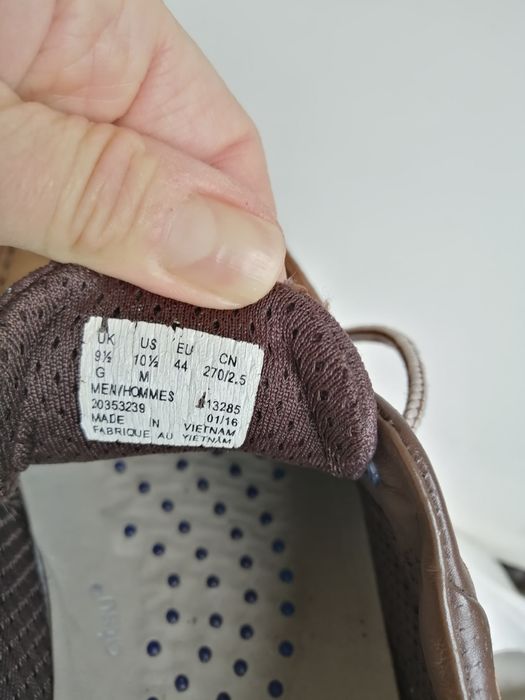 UK US EU CN
9½ 10½ 44 270/2.5
G M
MEN/HOMMES 113285
20353239 01/16
MADE IN VIETNAM
FABRIQUE AU VIETNAM